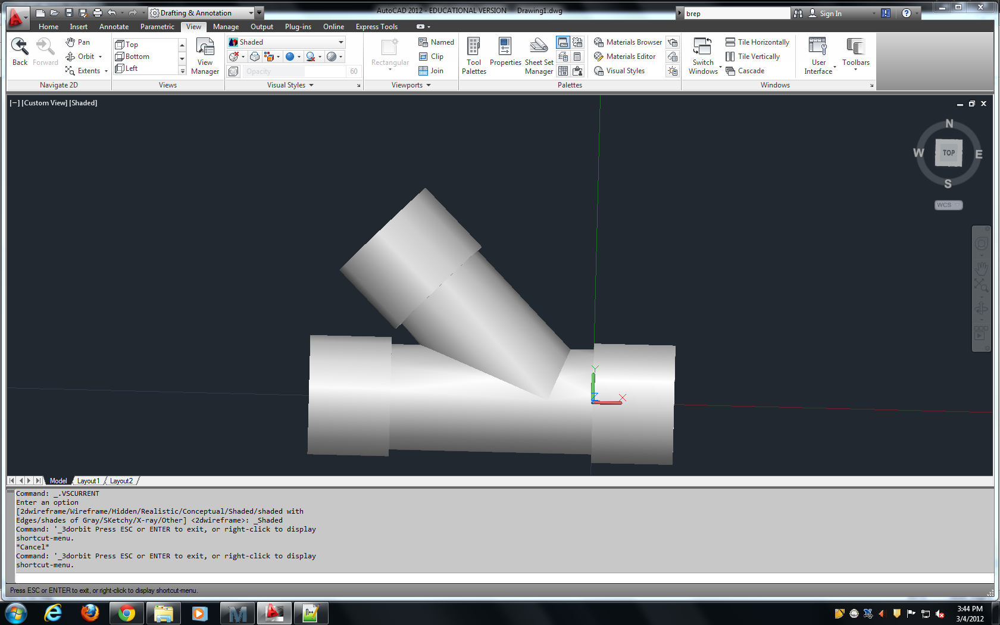 Drafting & Annotation
AutoCAD 2012 - EDUCATIONAL VERSION Drawing1.dwg
brep
Sign In
Home Insert Annotate Parametric View Manage Output Plug-ins Online Express Tools
Back
Forward
Pan
Orbit
Extents
Navigate 2D
Top
Bottom
Left
View
Manager
Views
Shaded
Opacity 60
Visual Styles
Rectangular
Named
Clip
Join
Viewports
Tool
Palettes
Properties
Sheet Set
Manager
Materials Browser
Materials Editor
Visual Styles
Palettes
Switch
Windows
Tile Horizontally
Tile Vertically
Cascade
User
Interface
Toolbars
Windows
[−] [Custom View] [Shaded]
N
W TOP E
S
WCS
Y
Z X
Model Layout1 Layout2
Command: _.VSCURRENT
Enter an option
[2dwireframe/Wireframe/Hidden/Realistic/Conceptual/Shaded/shaded with
Edges/shades of Gray/SKetchy/X-ray/Other] <2dwireframe>: _Shaded
Command: '_3dorbit Press ESC or ENTER to exit, or right-click to display
shortcut-menu.
*Cancel*
Command: '_3dorbit Press ESC or ENTER to exit, or right-click to display
shortcut-menu.
Press ESC or ENTER to exit, or right-click to display shortcut-menu.
3:44 PM
3/4/2012